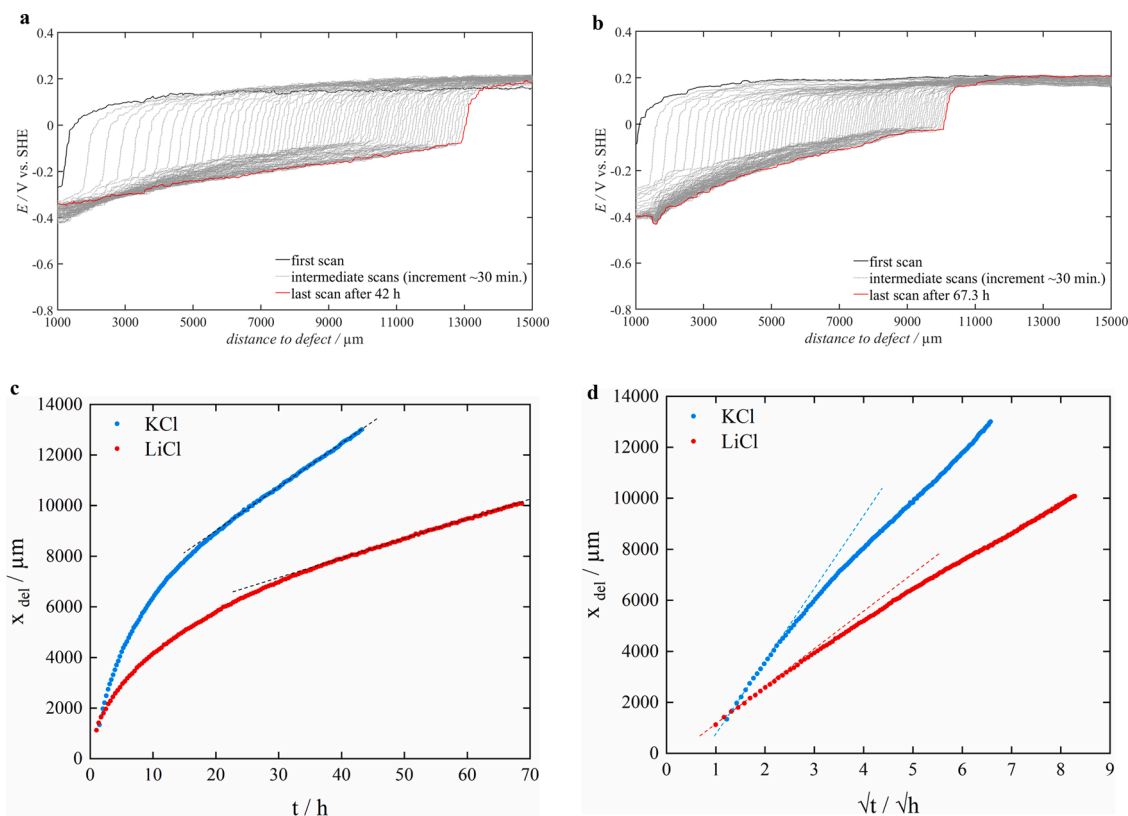 a
0.4
0.2
0
-0.2
-0.4
-0.6
-0.8
E / V vs. SHE
first scan
intermediate scans (increment ~30 min.)
last scan after 42 h
1000 3000 5000 7000 9000 11000 13000 15000
distance to defect / µm
b
0.4
0.2
0
-0.2
-0.4
-0.6
-0.8
E / V vs. SHE
first scan
intermediate scans (increment ~30 min.)
last scan after 67.3 h
1000 3000 5000 7000 9000 11000 13000 15000
distance to defect / µm
c
14000
12000
10000
8000
6000
4000
2000
0
x del / µm
KCl
LiCl
0 10 20 30 40 50 60 70
t / h
d
14000
12000
10000
8000
6000
4000
2000
0
x del / µm
KCl
LiCl
0 1 2 3 4 5 6 7 8 9
√t / √h